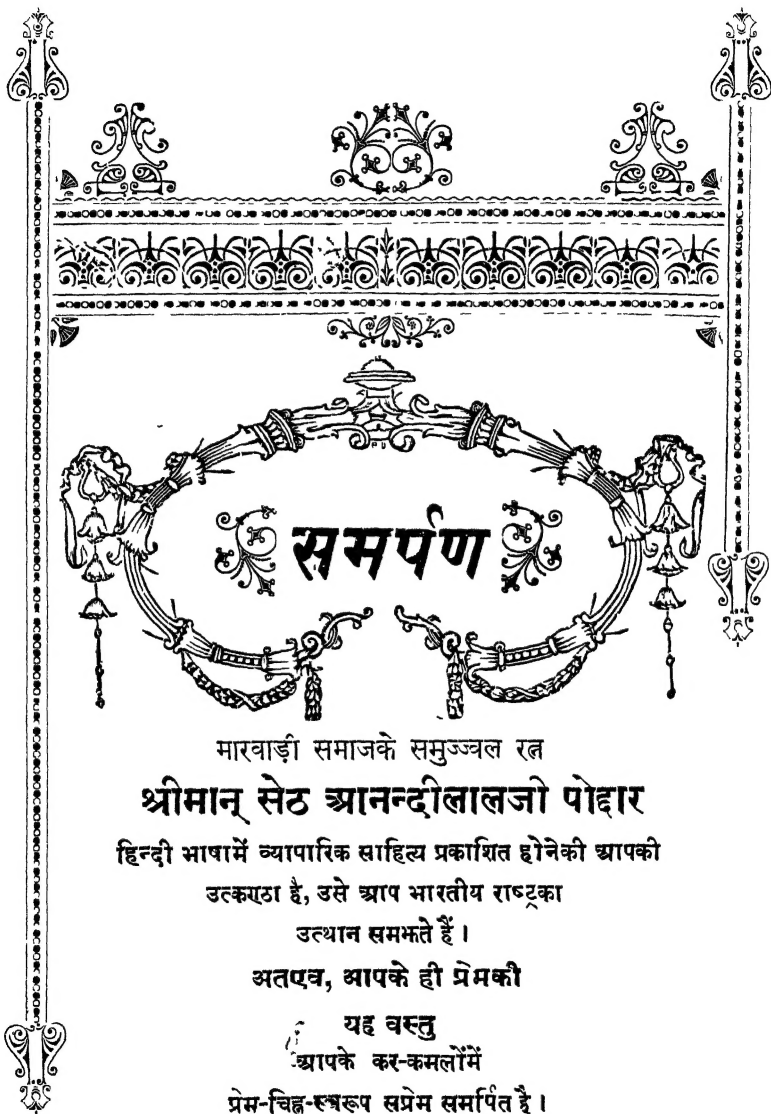 समर्पण
मारवाड़ी समाजके समुज्ज्वल रत्न
श्रीमान् सेठ आनन्दीलालजी पोद्दार
हिन्दी भाषामें व्यापारिक साहित्य प्रकाशित होनेकी आपकी
उत्कण्ठा है, उसे आप भारतीय राष्ट्रका
उत्थान समझते हैं।
अतएव, आपके ही प्रेमकी
यह वस्तु
आपके कर-कमलोंमें
प्रेम-चिह्न-स्वरूप सप्रेम समर्पित है।